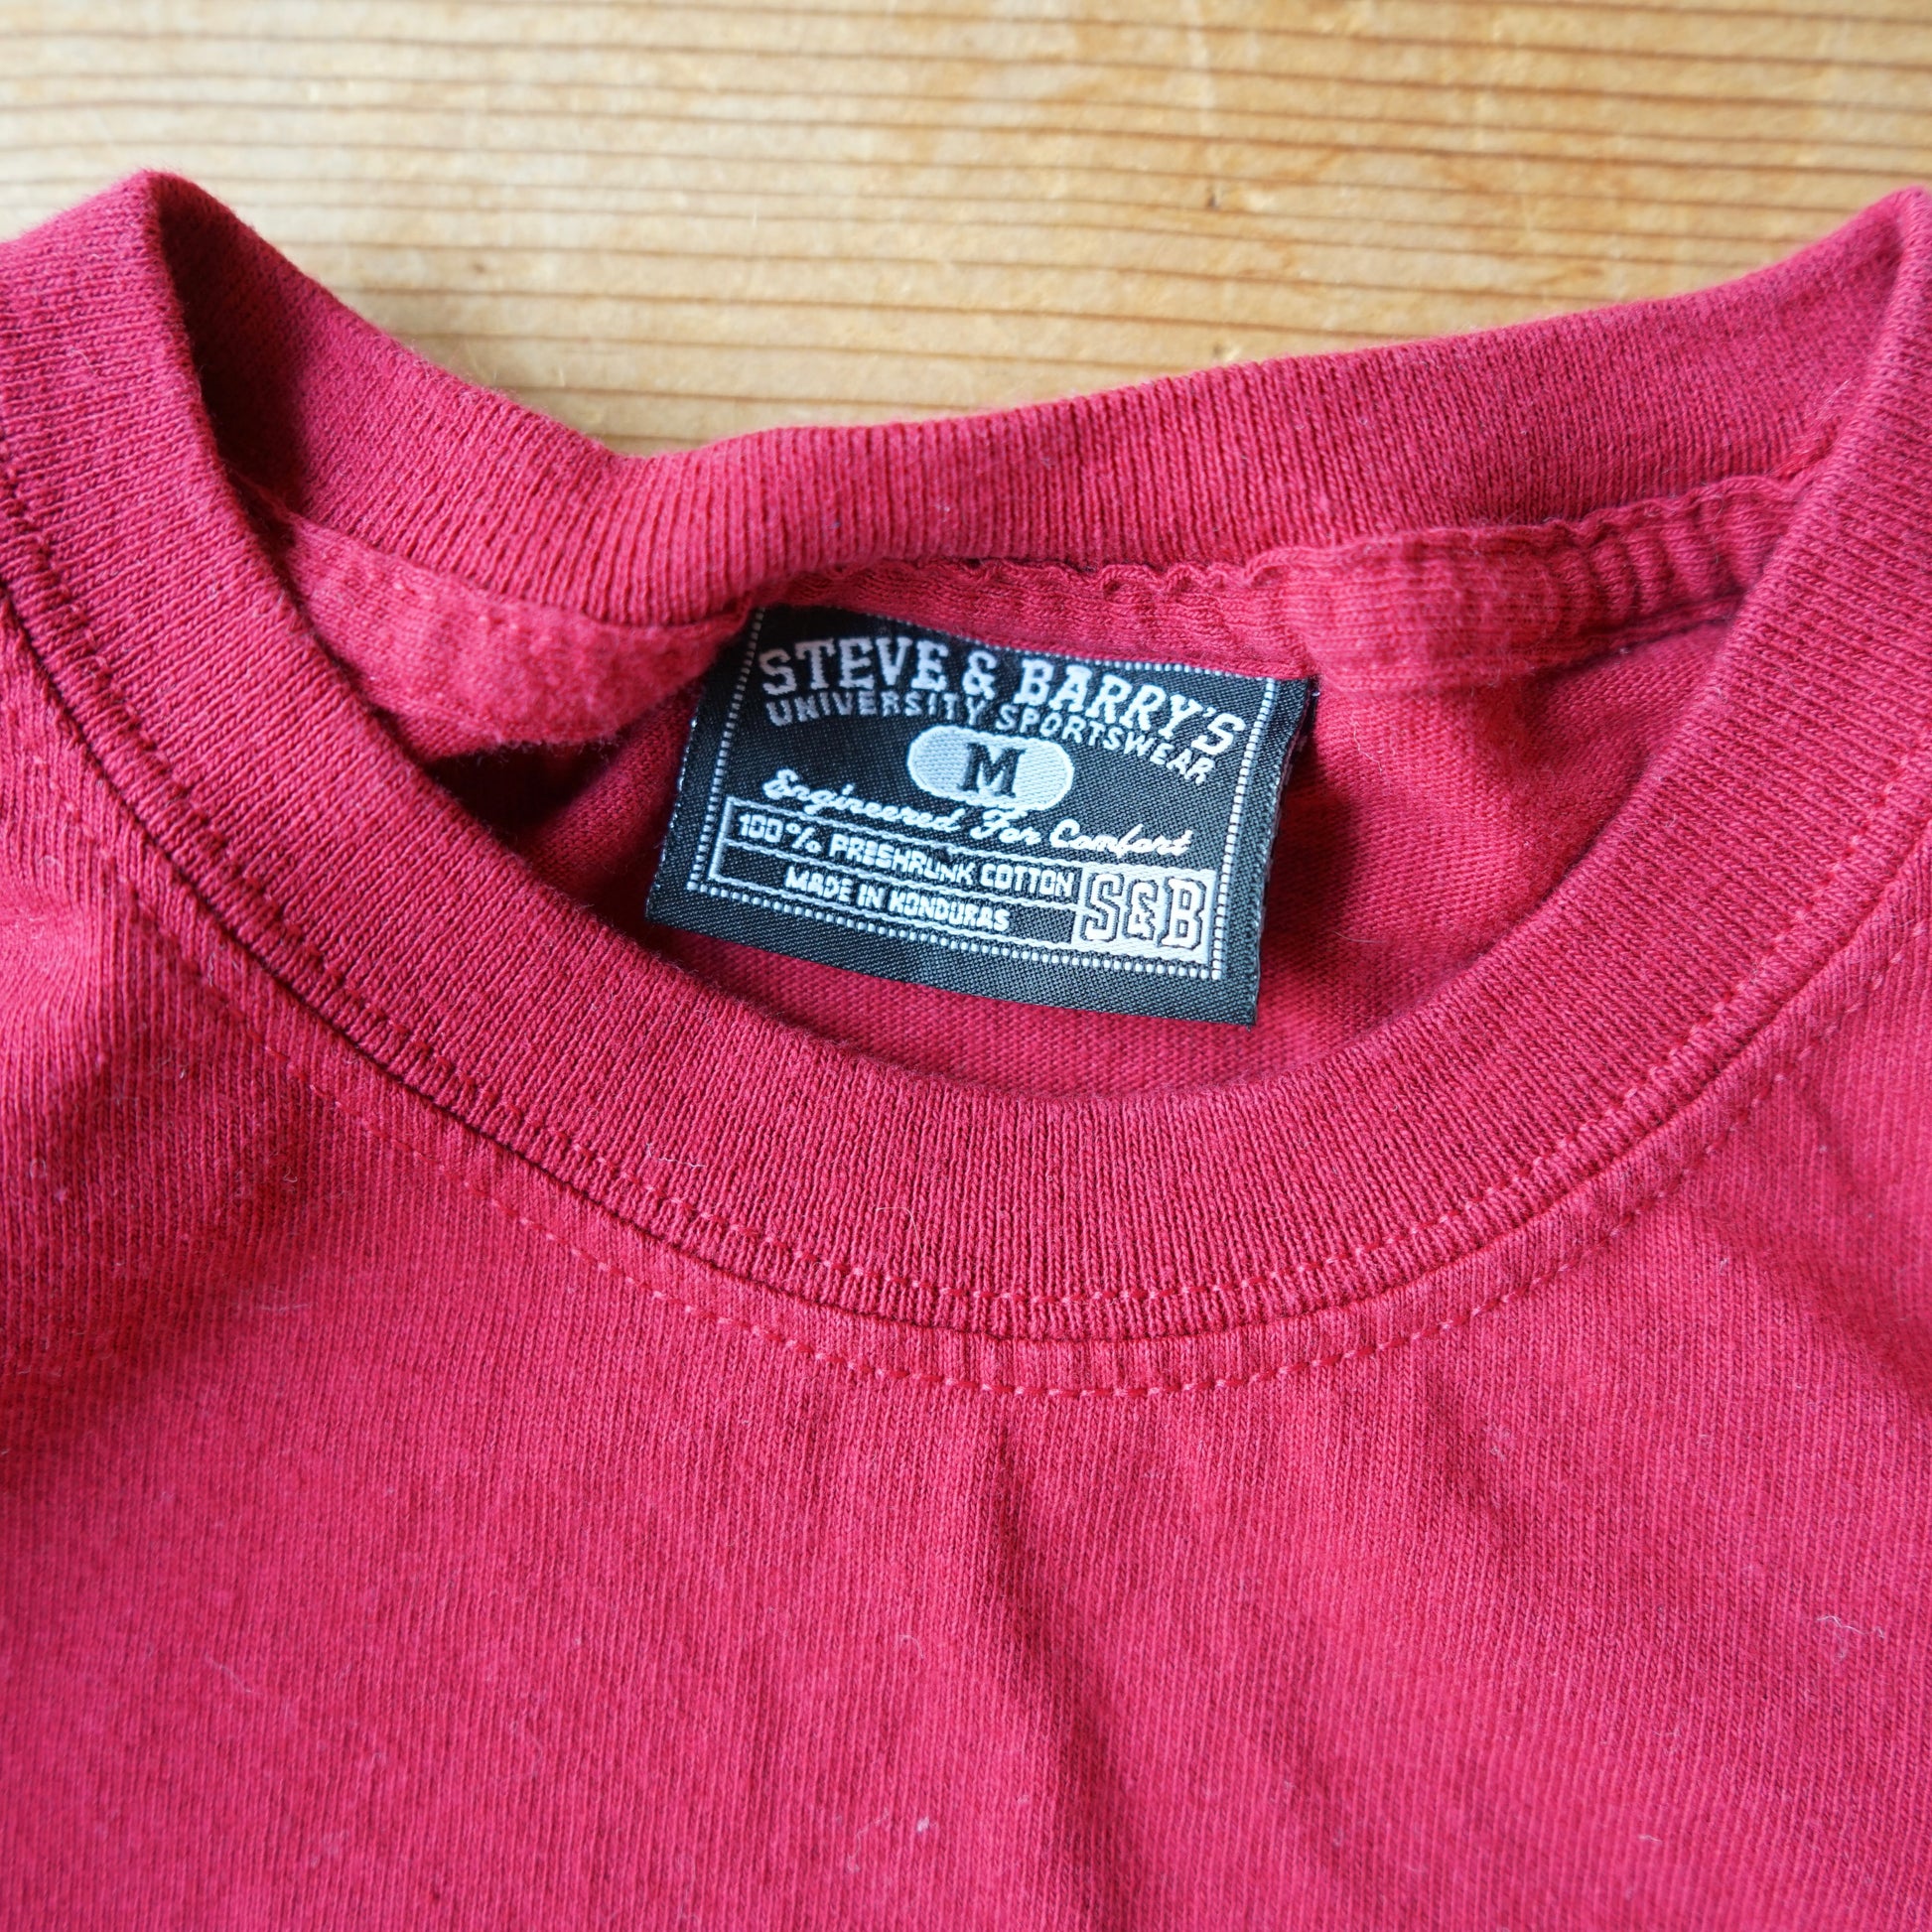 STEVE & BARRY'S
UNIVERSITY SPORTSWEAR
M
Engineered For Comfort
100% PRESHRUNK COTTON
MADE IN HONDURAS
S&B